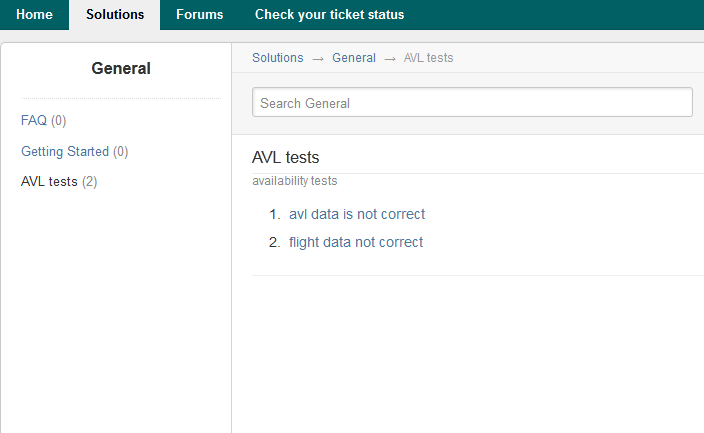 Home Solutions Forums Check your ticket status
General
FAQ (0)
Getting Started (0)
AVL tests (2)
Solutions → General → AVL tests
Search General
AVL tests
availability tests
1. avl data is not correct
2. flight data not correct